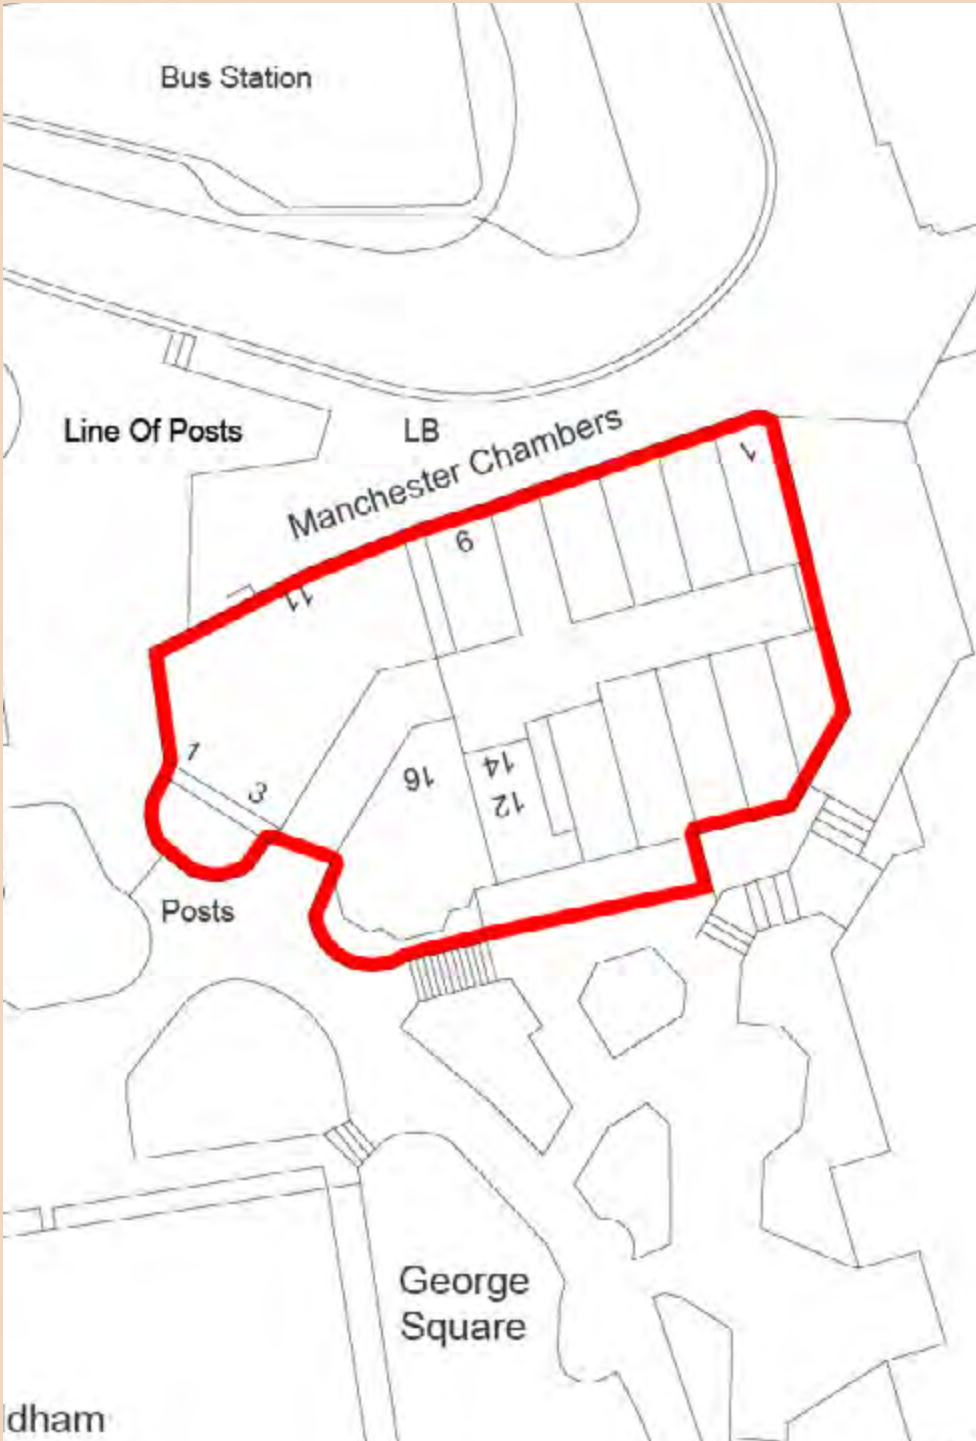 Bus Station
Line Of Posts
LB
Manchester Chambers
1
9
11
1
3
16
14
12
Posts
George
Square
dham